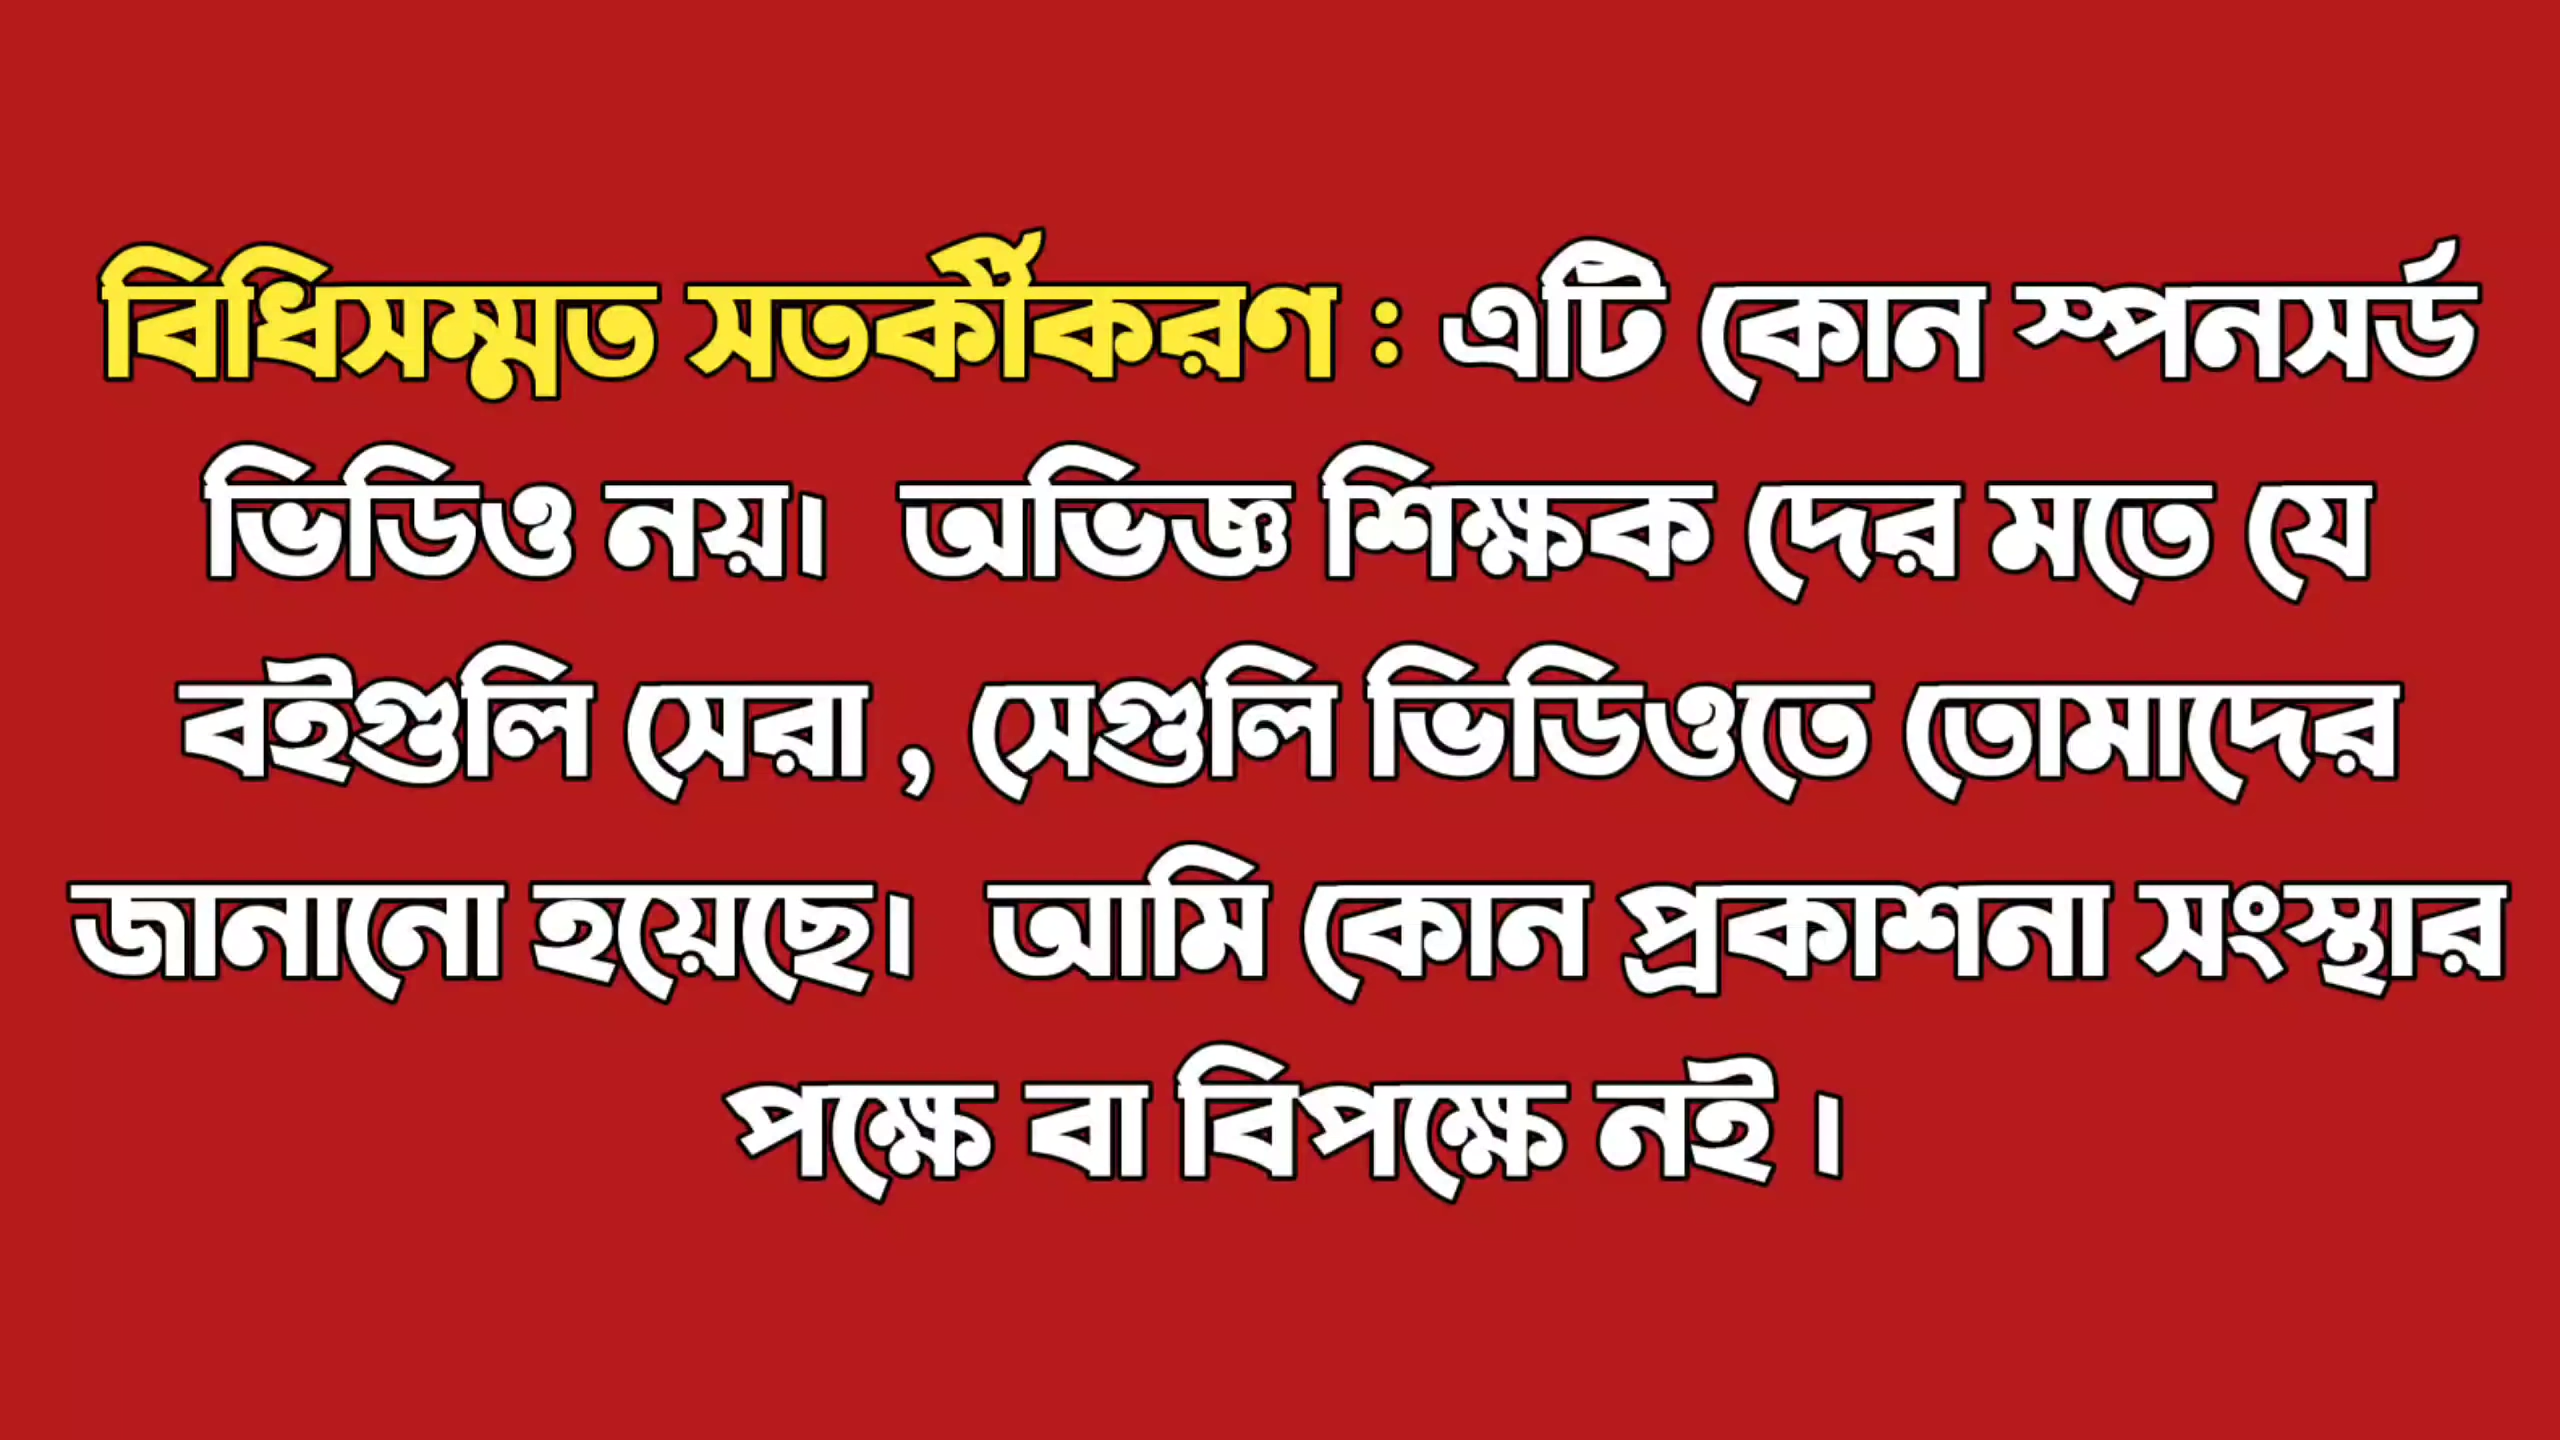 বিধিসম্মত সতর্কীকরণ : এটি কোন স্পনসর্ড
ভিডিও নয়। অভিজ্ঞ শিক্ষক দের মতে যে
বইগুলি সেরা , সেগুলি ভিডিওতে তোমাদের
জানানো হয়েছে। আমি কোন প্রকাশনা সংস্থার
পক্ষে বা বিপক্ষে নই ।